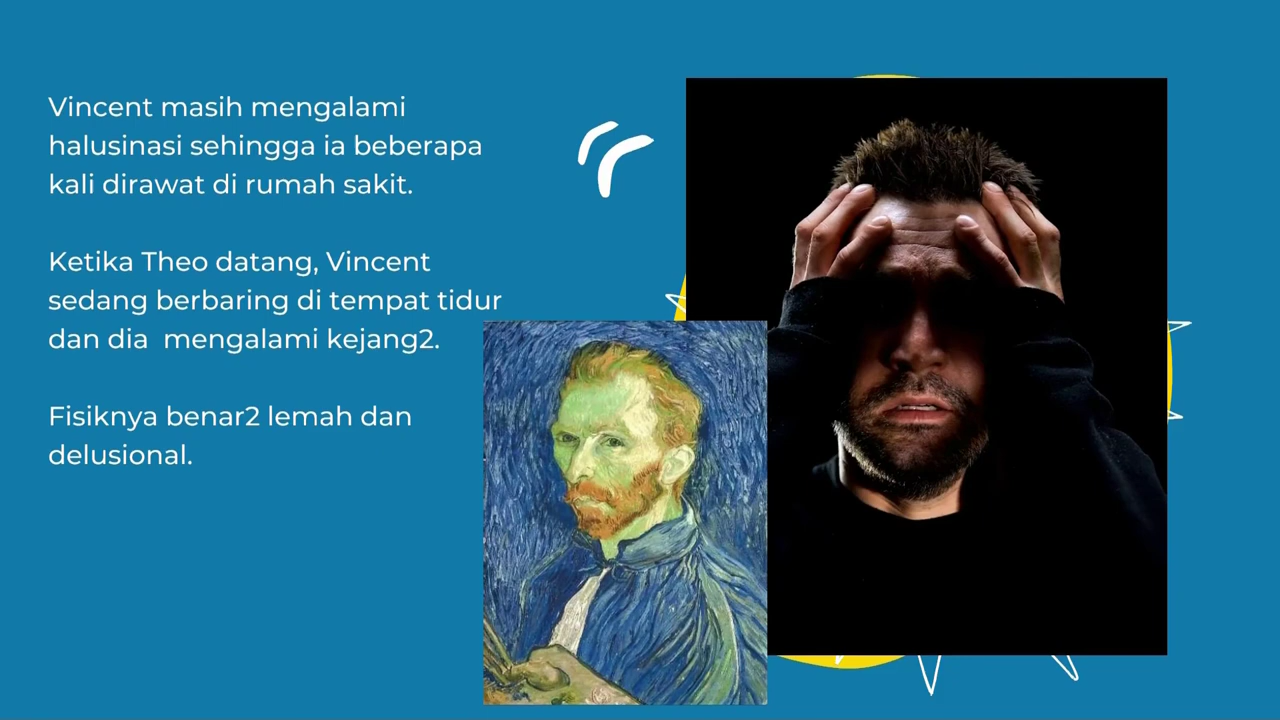 Vincent masih mengalami
halusinasi sehingga ia beberapa
kali dirawat di rumah sakit.
Ketika Theo datang, Vincent
sedang berbaring di tempat tidur
dan dia  mengalami kejang2.
Fisiknya benar2 lemah dan
delusional.